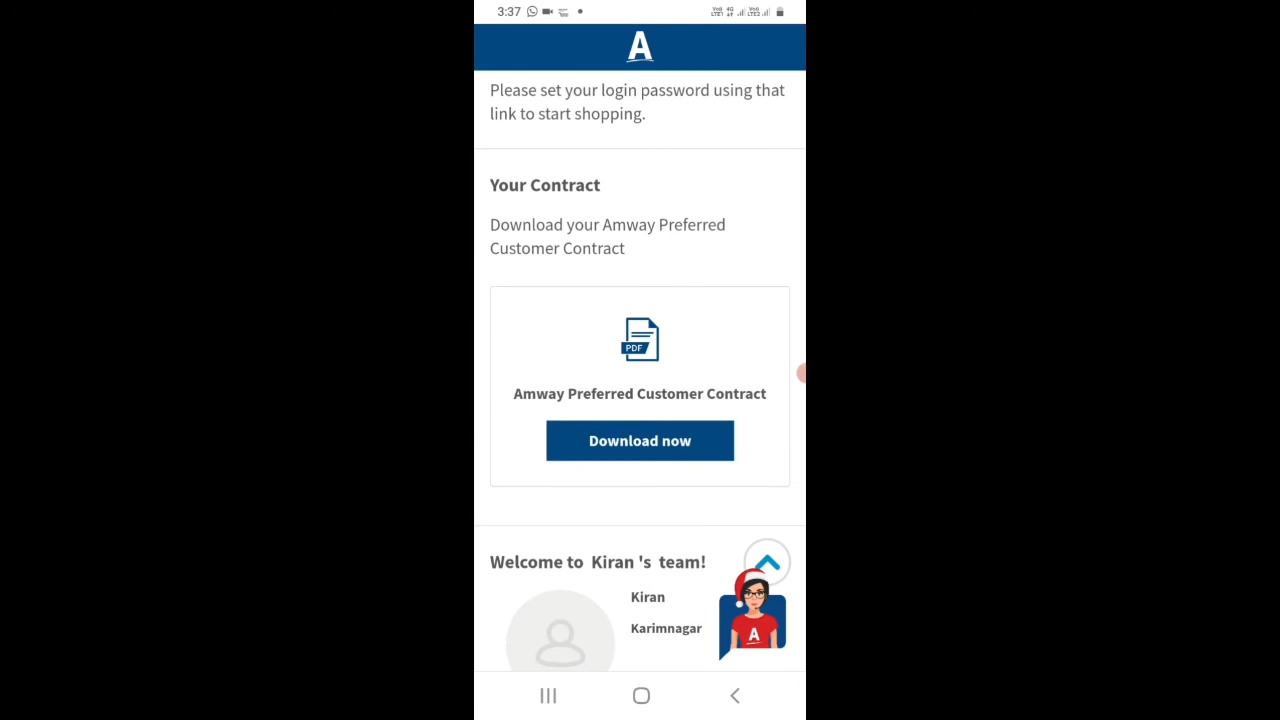 3:37
Please set your login password using that
link to start shopping.
Your Contract
Download your Amway Preferred
Customer Contract
PDF
Amway Preferred Customer Contract
Download now
Welcome to Kiran 's team!
Kiran
Karimnagar
A